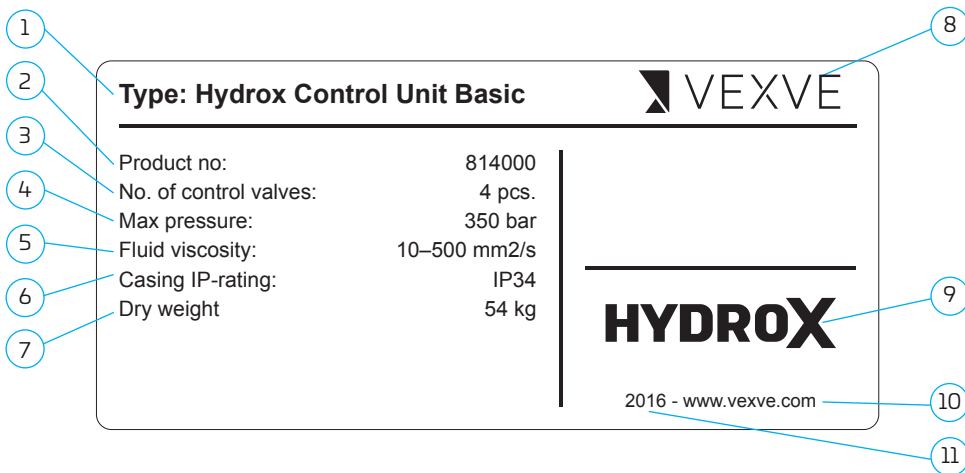 1
8
2
Type: Hydrox Control Unit Basic
VEXVE
3
Product no: 814000
4
No. of control valves: 4 pcs.
Max pressure: 350 bar
5
Fluid viscosity: 10–500 mm2/s
6
Casing IP-rating: IP34
9
7
Dry weight 54 kg
HYDROX
2016 - www.vexve.com
10
11